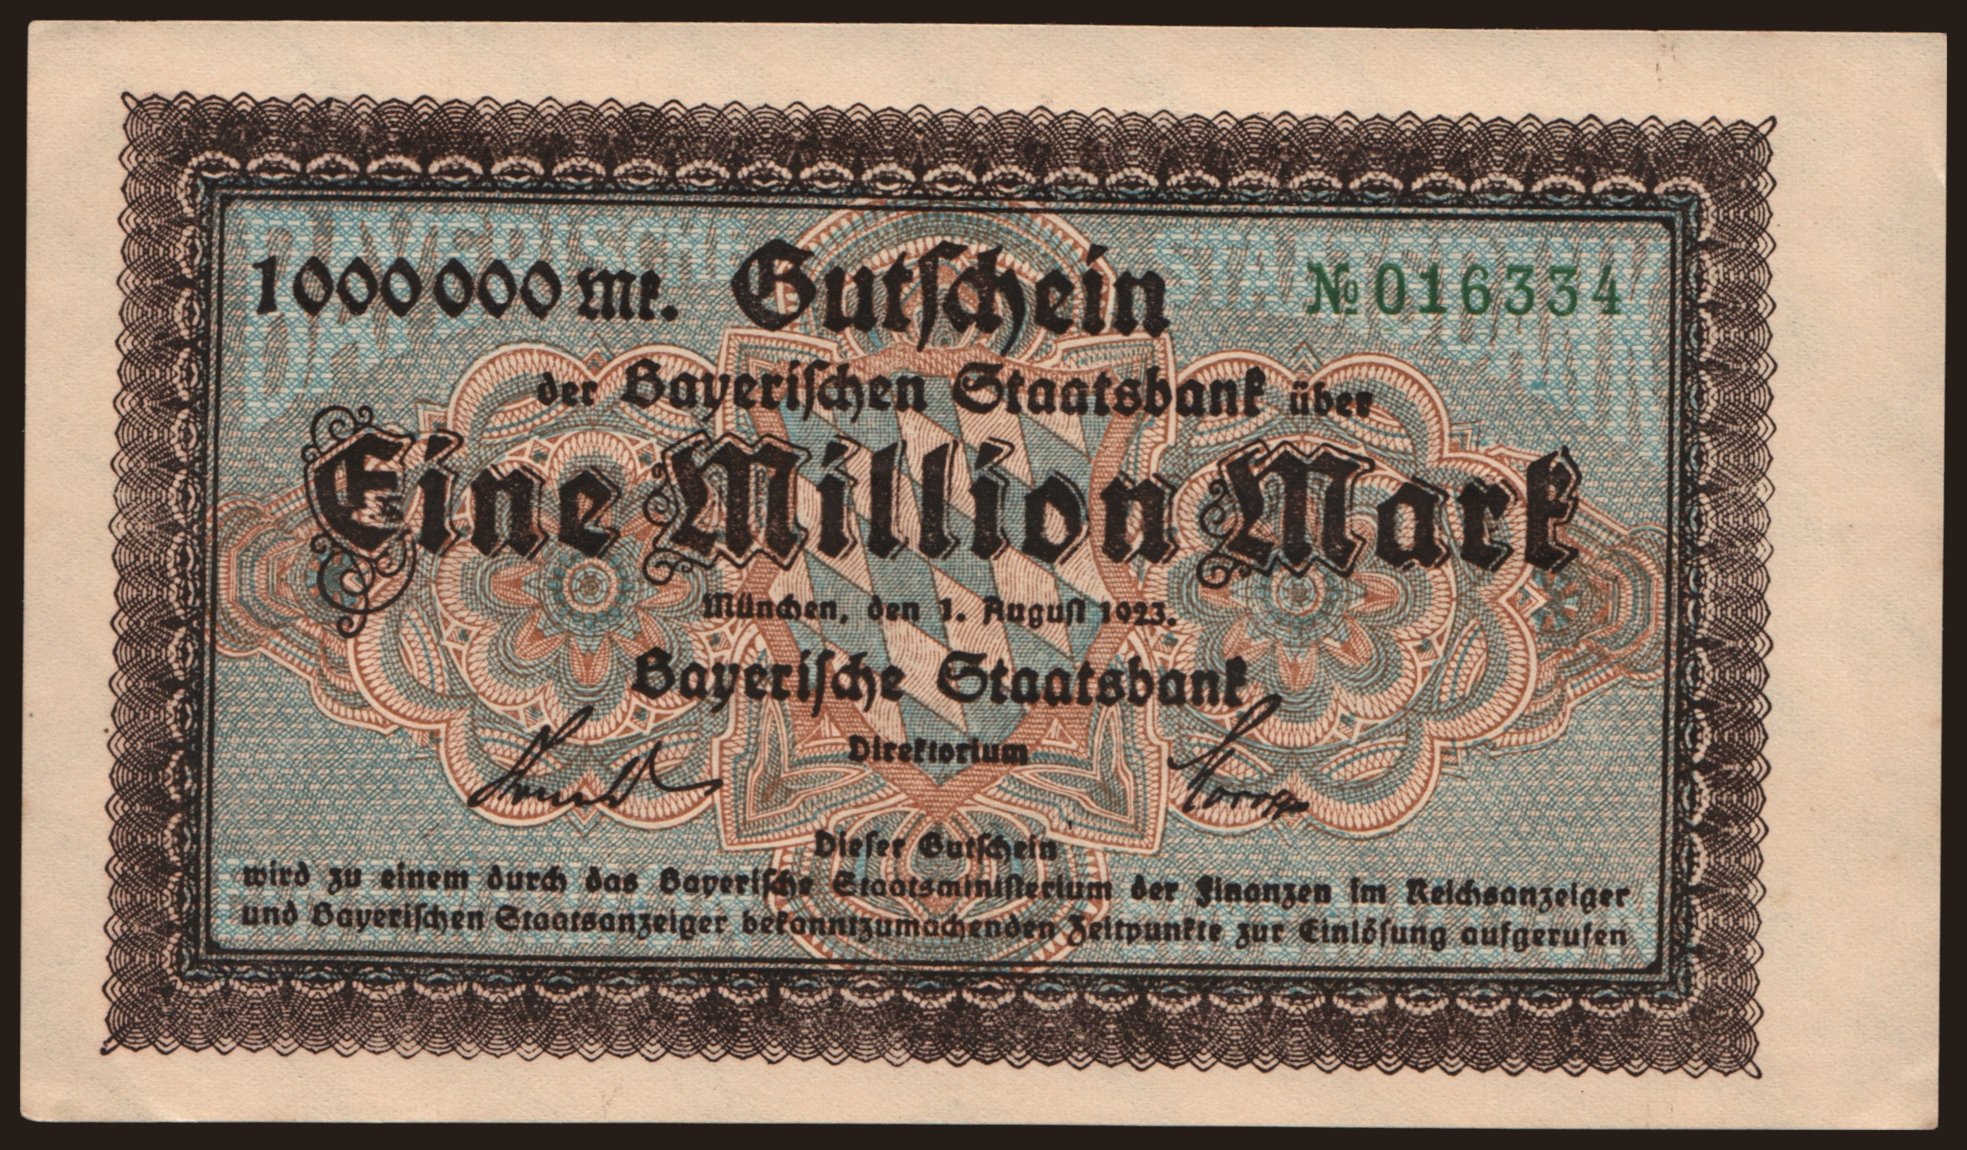 1000000 Mk. Gutschein № 016334
der Bayerischen Staatsbank über
Eine Million Mark
München, den 1. August 1923.
Bayerische Staatsbank
Direktorium
Dieser Gutschein
wird zu einem durch das Bayerische Staatsministerium der Finanzen im Reichsanzeiger
und Bayerischen Staatsanzeiger bekanntzumachenden Zeitpunkte zur Einlösung aufgerufen